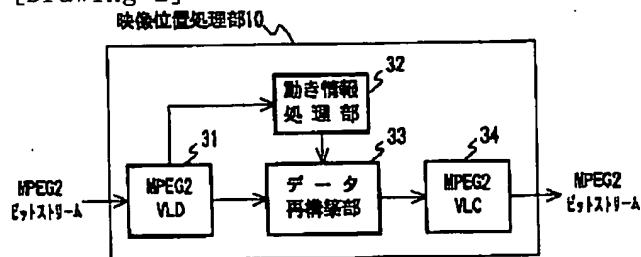 映像位置処理部10
32
動き情報
処理部
31
33
34
MPEG2
ビットストリーム
MPEG2
VLD
データ
再構築部
MPEG2
VLC
MPEG2
ビットストリーム